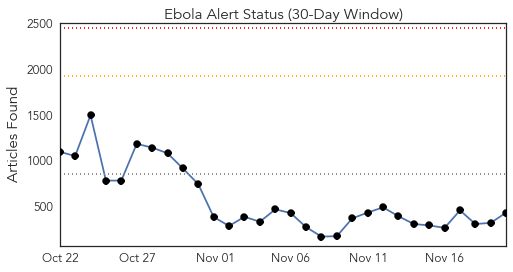 Ebola Alert Status (30-Day Window)
Articles Found
2500
2000
1500
1000
500
Oct 22 Oct 27 Nov 01 Nov 06 Nov 11 Nov 16